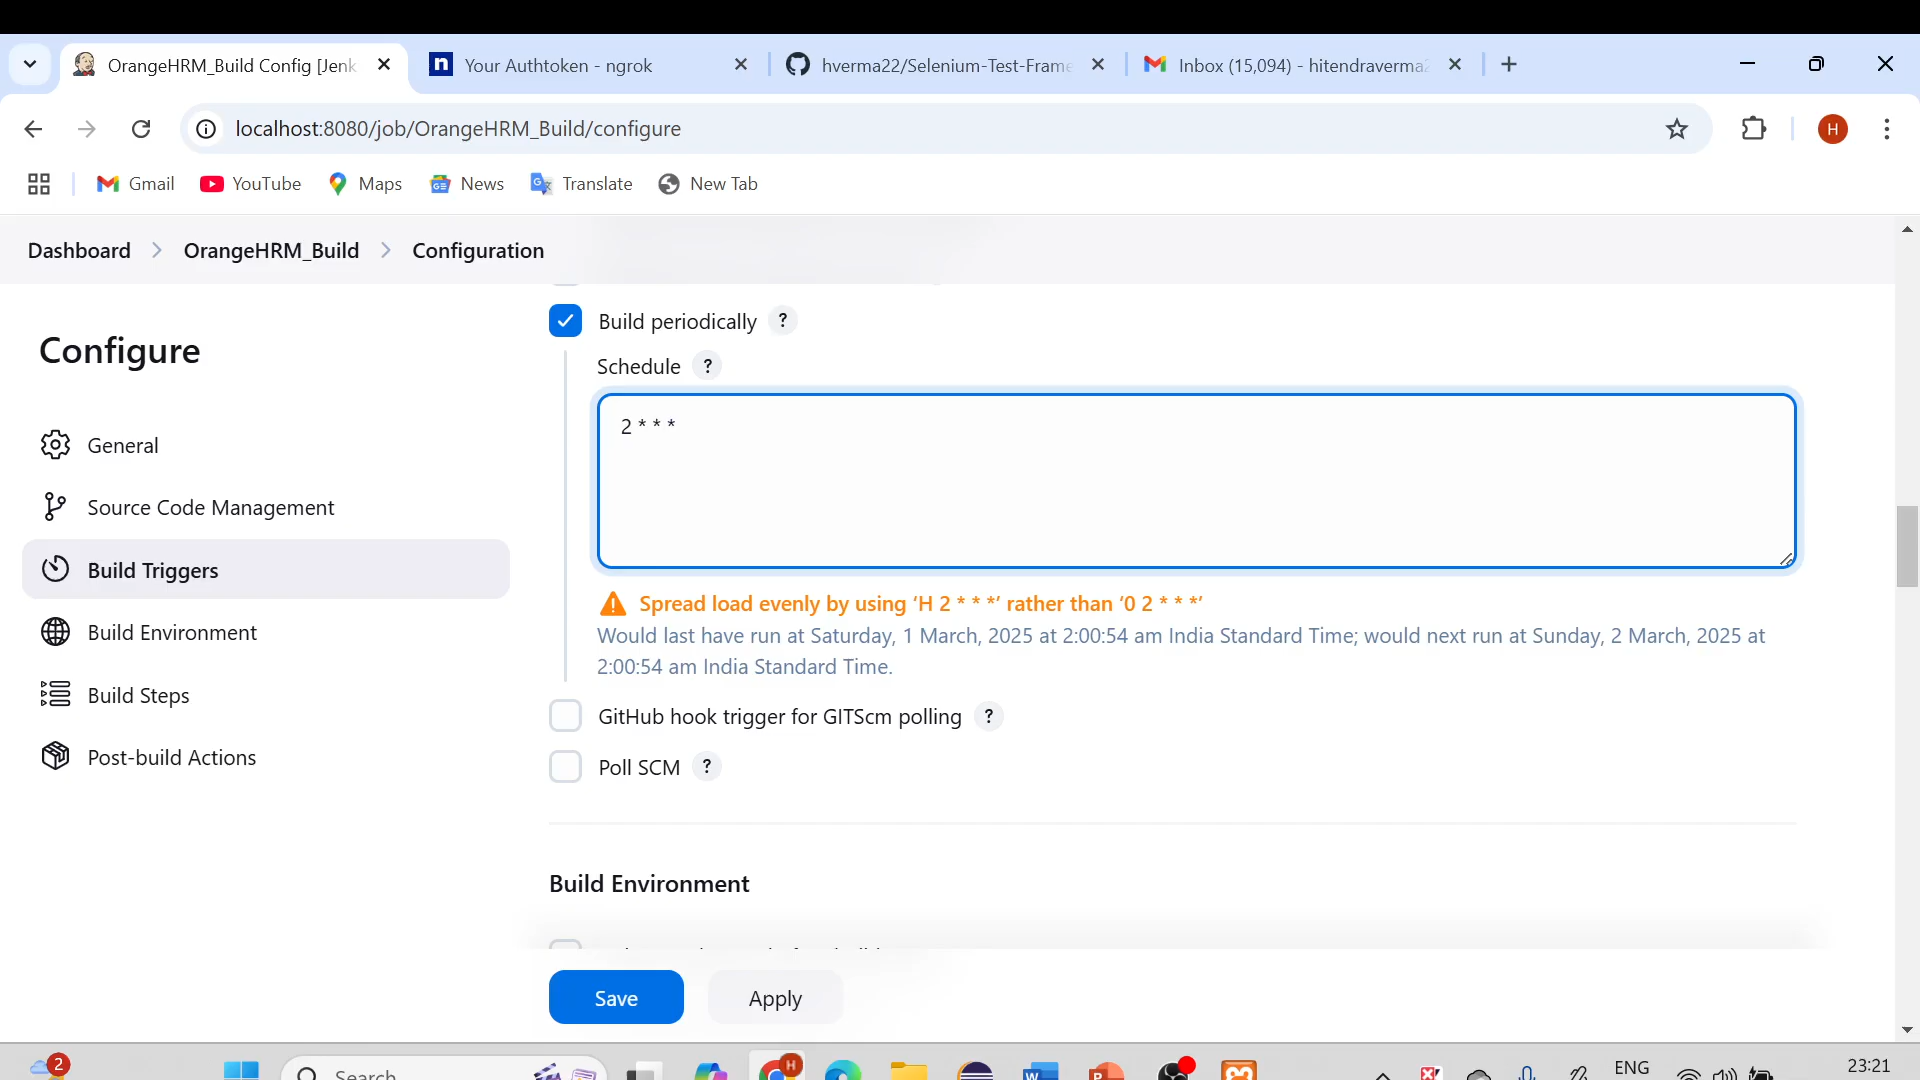 OrangeHRM_Build Config [Jenk
Your Authtoken - ngrok
hverma22/Selenium-Test-Frame
Inbox (15,094) - hitendraverma
localhost:8080/job/OrangeHRM_Build/configure
H
Gmail
YouTube
Maps
News
Translate
New Tab
Dashboard
OrangeHRM_Build
Configuration
Configure
General
Source Code Management
Build Triggers
Build Environment
Build Steps
Post-build Actions
Build periodically ?
Schedule ?
2 * * *
Spread load evenly by using ‘H 2 * * *’ rather than ‘0 2 * * *’
Would last have run at Saturday, 1 March, 2025 at 2:00:54 am India Standard Time; would next run at Sunday, 2 March, 2025 at
2:00:54 am India Standard Time.
GitHub hook trigger for GITScm polling ?
Poll SCM ?
Build Environment
Save
Apply
2
Search
H
ENG
23:21